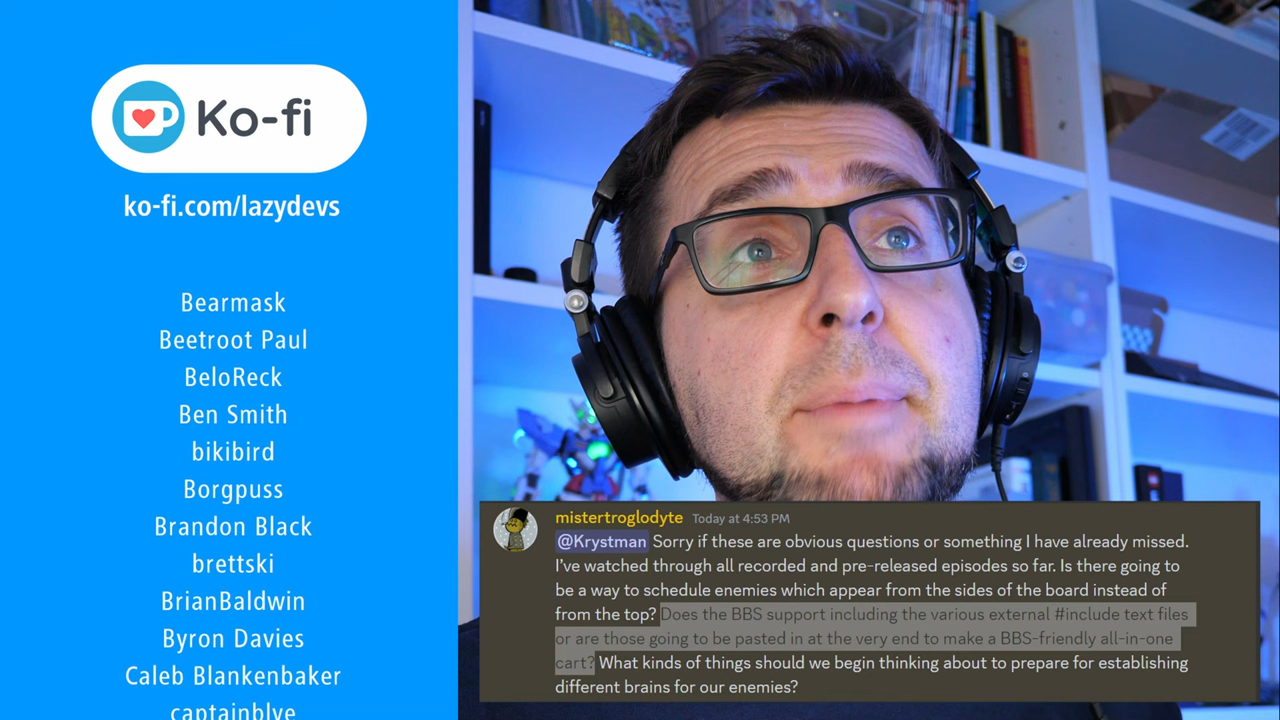 Ko-fi
ko-fi.com/lazydevs
Bearmask
Beetroot Paul
BeloReck
Ben Smith
bikibird
Borgpuss
Brandon Black
brettski
BrianBaldwin
Byron Davies
Caleb Blankenbaker
captainblye
mistertroglodyte Today at 4:53 PM
@Krystman Sorry if these are obvious questions or something I have already missed.
I've watched through all recorded and pre-released episodes so far. Is there going to
be a way to schedule enemies which appear from the sides of the board instead of
from the top? Does the BBS support including the various external #include text files
or are those going to be pasted in at the very end to make a BBS-friendly all-in-one
cart? What kinds of things should we begin thinking about to prepare for establishing
different brains for our enemies?